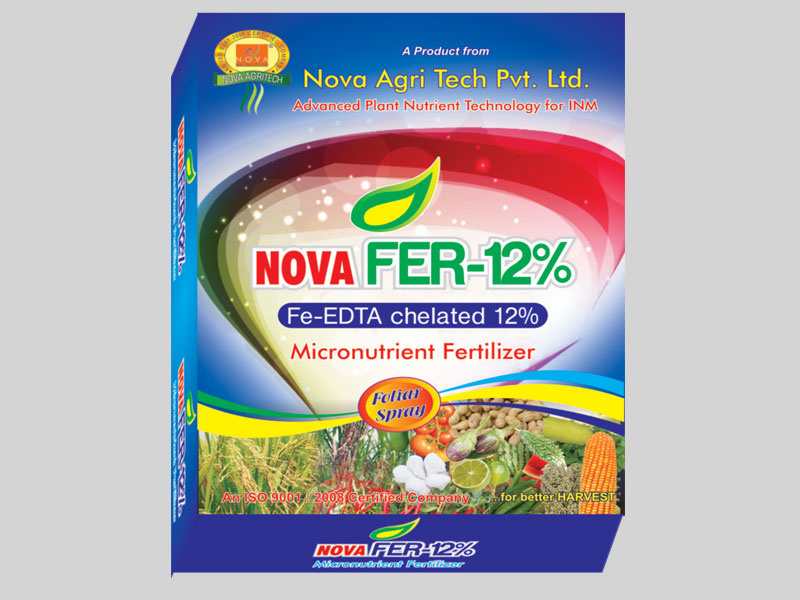 A Product from
Nova Agri Tech Pvt. Ltd.
Advanced Plant Nutrient Technology for INM
NOVA
NOVA AGRITECH
NOVA FER-12%
Fe-EDTA chelated 12%
Micronutrient Fertilizer
Foliar
Spray
An ISO 9001 : 2008 Certified Company
...for better HARVEST
NOVA FER-12%
Micronutrient Fertilizer